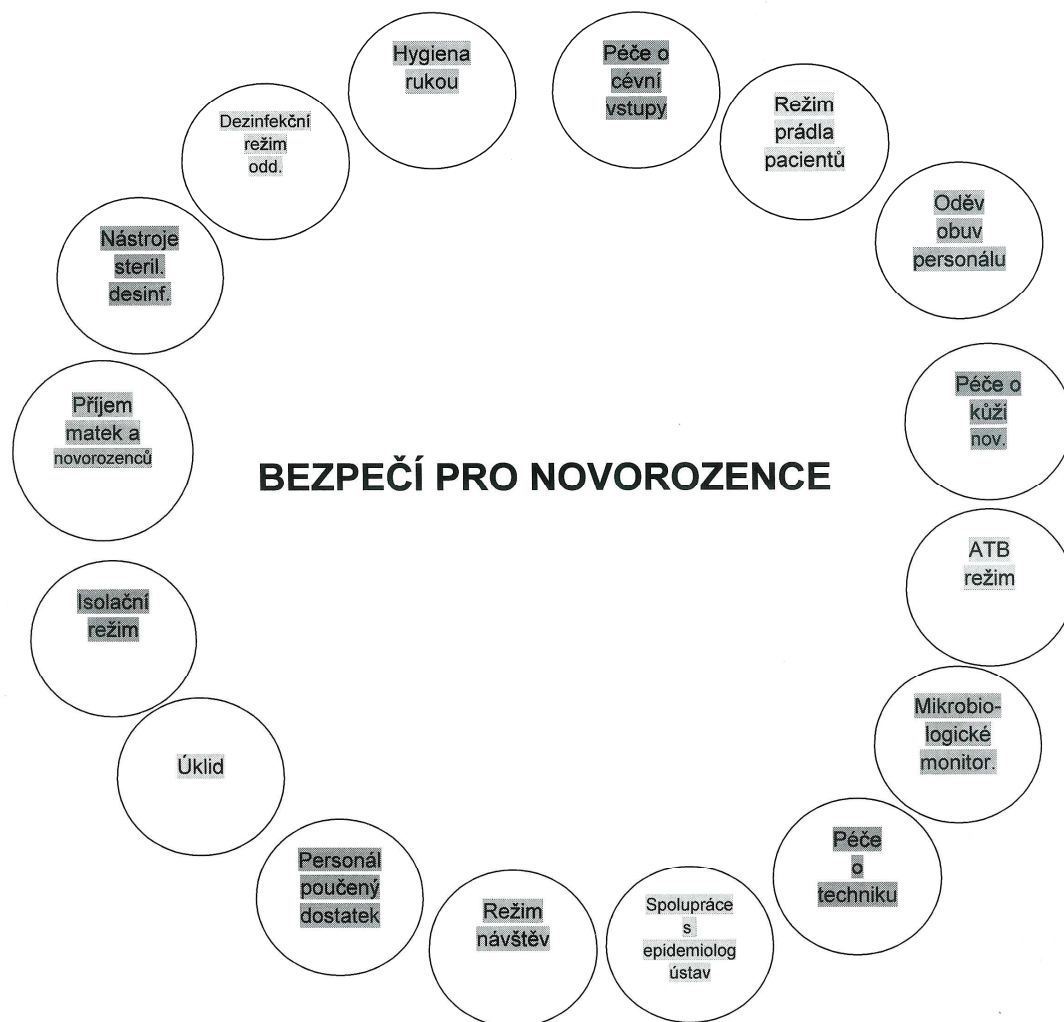 Hygiena
rukou
Péče o
cévní
vstupy
Režim
prádla
pacientů
Oděv
obuv
personálu
Péče o
kůži
nov.
ATB
režim
Mikrobio-
logické
monitor.
Péče
o
techniku
Spolupráce
s
epidemiolog
ústav
Režim
návštěv
Personál
poučený
dostatek
Úklid
Isolační
režim
Příjem
matek a
novorozenců
Nástroje
steril.
desinf.
Dezinfekční
režim
odd.
BEZPEČÍ PRO NOVOROZENCE